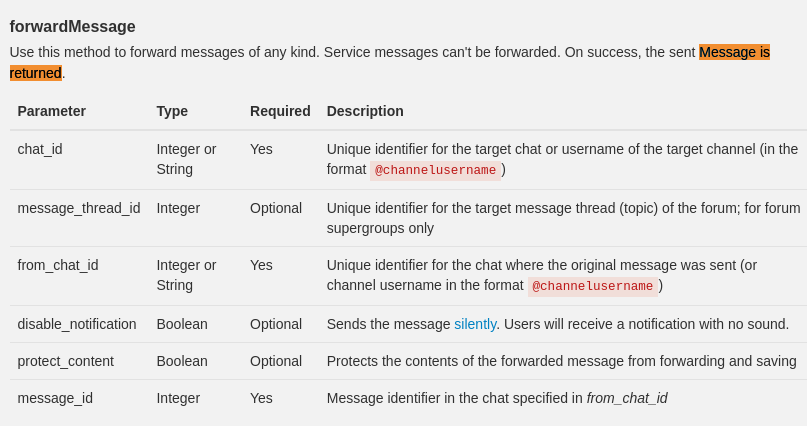 forwardMessage
Use this method to forward messages of any kind. Service messages can't be forwarded. On success, the sent Message is
returned.
Parameter Type Required Description
chat_id Integer or String Yes Unique identifier for the target chat or username of the target channel (in the
format @channelusername)
message_thread_id Integer Optional Unique identifier for the target message thread (topic) of the forum; for forum
supergroups only
from_chat_id Integer or String Yes Unique identifier for the chat where the original message was sent (or
channel username in the format @channelusername)
disable_notification Boolean Optional Sends the message silently. Users will receive a notification with no sound.
protect_content Boolean Optional Protects the contents of the forwarded message from forwarding and saving
message_id Integer Yes Message identifier in the chat specified in from_chat_id